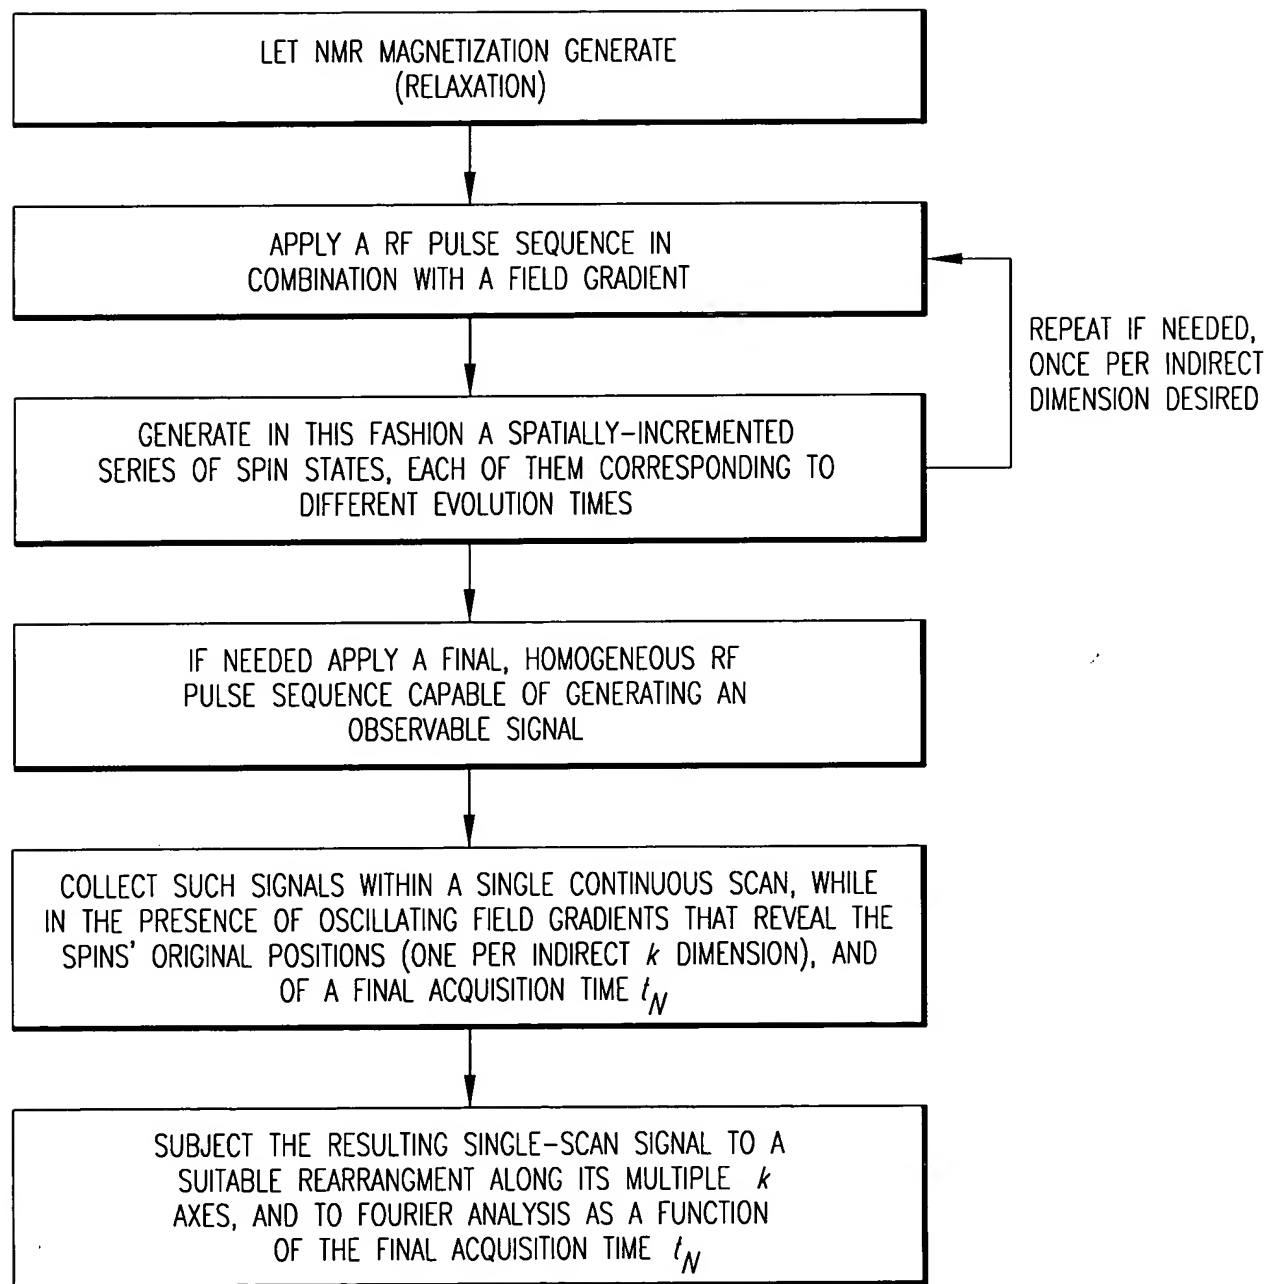 LET NMR MAGNETIZATION GENERATE
(RELAXATION)
APPLY A RF PULSE SEQUENCE IN
COMBINATION WITH A FIELD GRADIENT
REPEAT IF NEEDED,
ONCE PER INDIRECT
DIMENSION DESIRED
GENERATE IN THIS FASHION A SPATIALLY-INCREMENTED
SERIES OF SPIN STATES, EACH OF THEM CORRESPONDING TO
DIFFERENT EVOLUTION TIMES
IF NEEDED APPLY A FINAL, HOMOGENEOUS RF
PULSE SEQUENCE CAPABLE OF GENERATING AN
OBSERVABLE SIGNAL
COLLECT SUCH SIGNALS WITHIN A SINGLE CONTINUOUS SCAN, WHILE
IN THE PRESENCE OF OSCILLATING FIELD GRADIENTS THAT REVEAL THE
SPINS' ORIGINAL POSITIONS (ONE PER INDIRECT k DIMENSION), AND
OF A FINAL ACQUISITION TIME tN
SUBJECT THE RESULTING SINGLE-SCAN SIGNAL TO A
SUITABLE REARRANGMENT ALONG ITS MULTIPLE k
AXES, AND TO FOURIER ANALYSIS AS A FUNCTION
OF THE FINAL ACQUISITION TIME tN